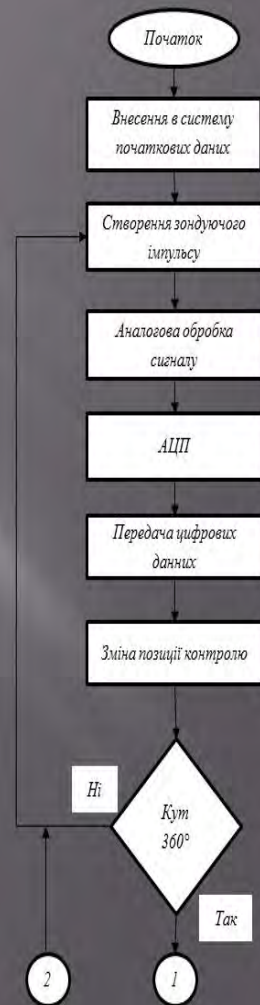 Початок
Внесення в систему
початкових даних
Створення зондуючого
імпульсу
Аналогова обробка
сигналу
АЦП
Передача цифрових
данних
Зміна позиції контролю
Ні
Кут
360°
Так
2
1